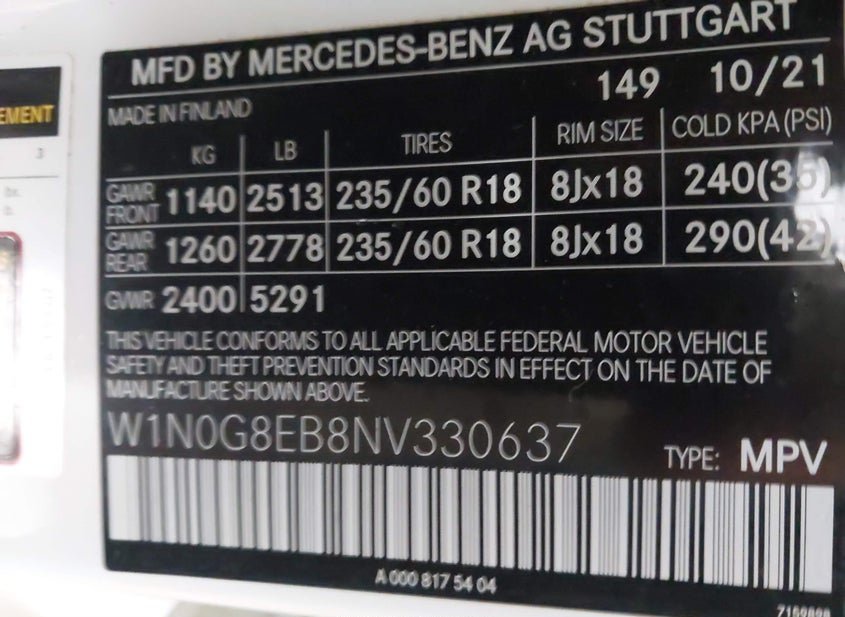 MFD BY MERCEDES-BENZ AG STUTTGART
149 10/21
MADE IN FINLAND
EMENT
3
KG LB TIRES RIM SIZE COLD KPA (PSI)
GAWR FRONT 1140 2513 235/60 R18 8Jx18 240(35)
GAWR REAR 1260 2778 235/60 R18 8Jx18 290(42)
GVWR 2400 5291
THIS VEHICLE CONFORMS TO ALL APPLICABLE FEDERAL MOTOR VEHICLE
SAFETY AND THEFT PREVENTION STANDARDS IN EFFECT ON THE DATE OF
MANUFACTURE SHOWN ABOVE.
W1N0G8EB8NV330637
TYPE: MPV
A 000 817 54 04